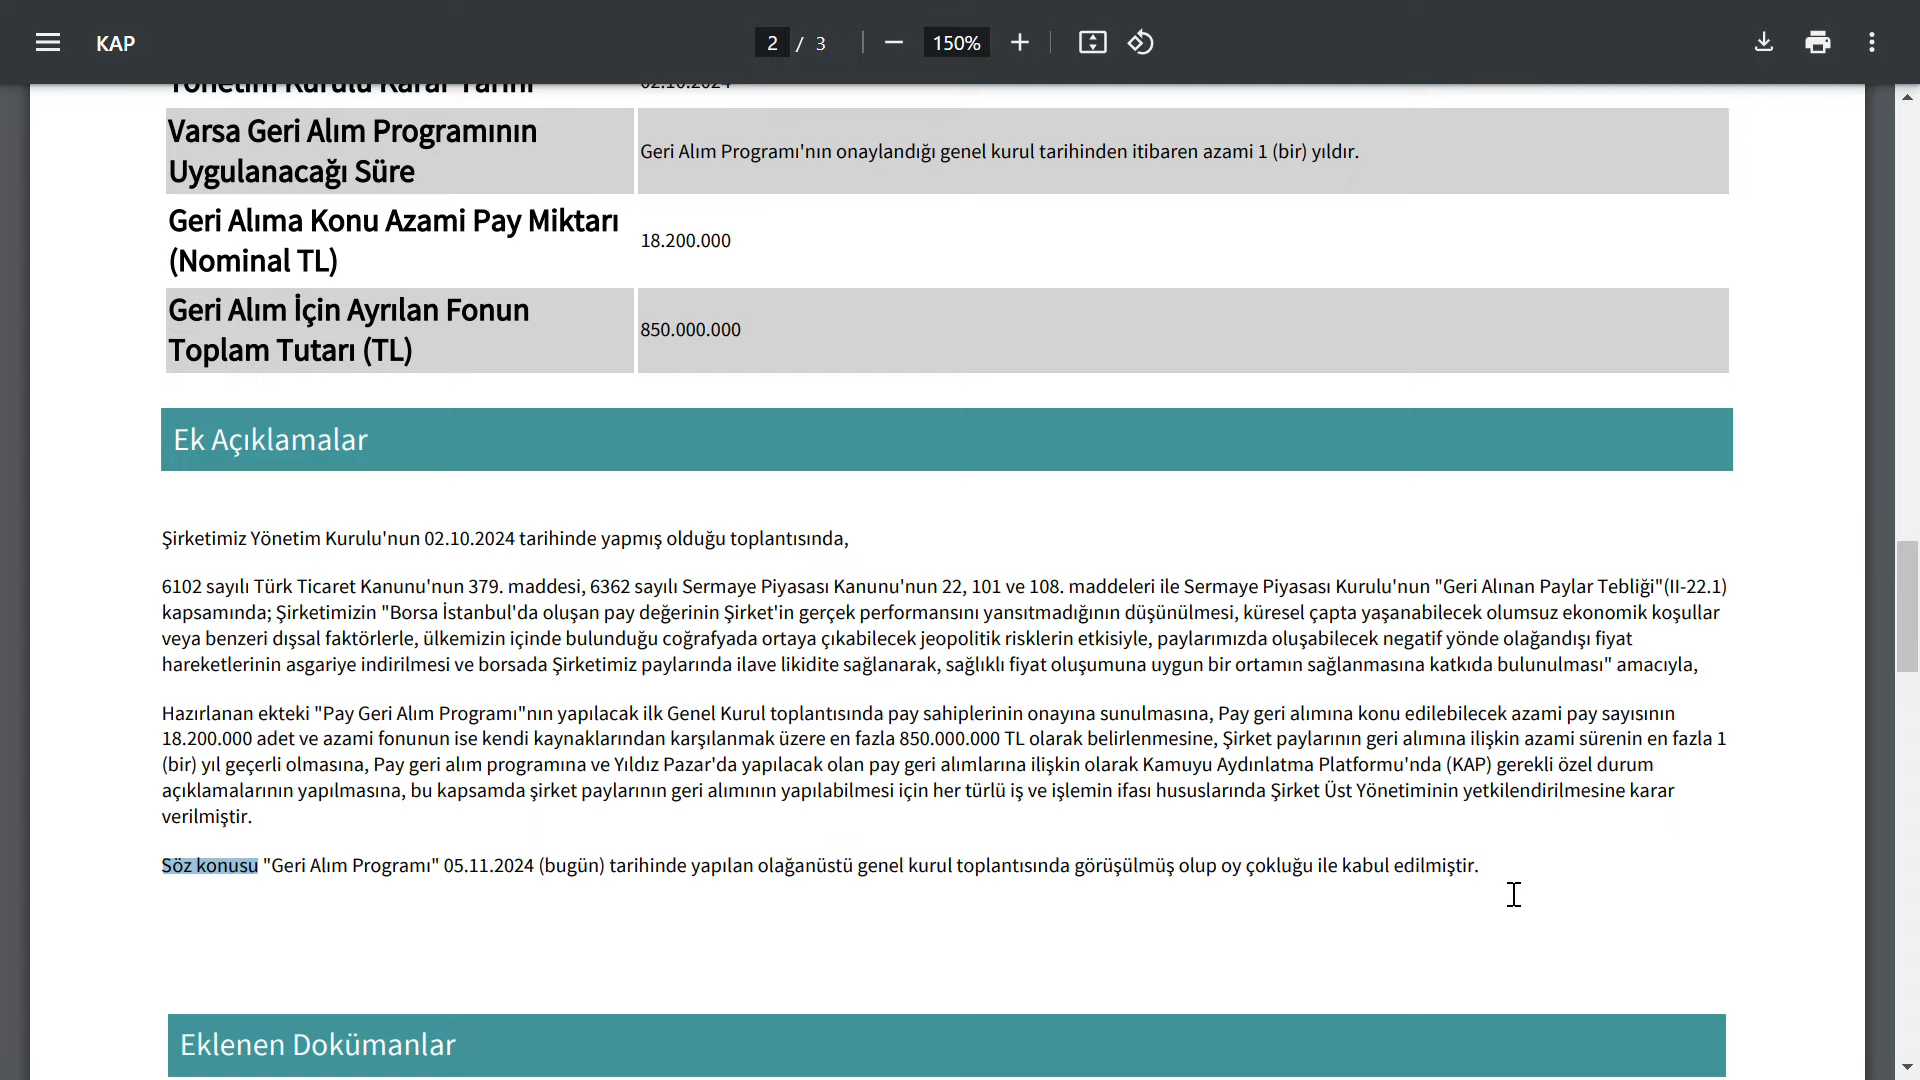 KAP
2 / 3
150%
Yönetim Kurulu Karar Tarihi
02.10.2024
Varsa Geri Alım Programının
Uygulanacağı Süre
Geri Alım Programı'nın onaylandığı genel kurul tarihinden itibaren azami 1 (bir) yıldır.
Geri Alıma Konu Azami Pay Miktarı
(Nominal TL)
18.200.000
Geri Alım İçin Ayrılan Fonun
Toplam Tutarı (TL)
850.000.000
Ek Açıklamalar
Şirketimiz Yönetim Kurulu'nun 02.10.2024 tarihinde yapmış olduğu toplantısında,
6102 sayılı Türk Ticaret Kanunu'nun 379. maddesi, 6362 sayılı Sermaye Piyasası Kanunu'nun 22, 101 ve 108. maddeleri ile Sermaye Piyasası Kurulu'nun "Geri Alınan Paylar Tebliği"(II-22.1)
kapsamında; Şirketimizin "Borsa İstanbul'da oluşan pay değerinin Şirket'in gerçek performansını yansıtmadığının düşünülmesi, küresel çapta yaşanabilecek olumsuz ekonomik koşullar
veya benzeri dışsal faktörlerle, ülkemizin içinde bulunduğu coğrafyada ortaya çıkabilecek jeopolitik risklerin etkisiyle, paylarımızda oluşabilecek negatif yönde olağandışı fiyat
hareketlerinin asgariye indirilmesi ve borsada Şirketimiz paylarında ilave likidite sağlanarak, sağlıklı fiyat oluşumuna uygun bir ortamın sağlanmasına katkıda bulunulması" amacıyla,
Hazırlanan ekteki "Pay Geri Alım Programı"nın yapılacak ilk Genel Kurul toplantısında pay sahiplerinin onayına sunulmasına, Pay geri alımına konu edilebilecek azami pay sayısının
18.200.000 adet ve azami fonunun ise kendi kaynaklarından karşılanmak üzere en fazla 850.000.000 TL olarak belirlenmesine, Şirket paylarının geri alımına ilişkin azami sürenin en fazla 1
(bir) yıl geçerli olmasına, Pay geri alım programına ve Yıldız Pazar'da yapılacak olan pay geri alımlarına ilişkin olarak Kamuyu Aydınlatma Platformu'nda (KAP) gerekli özel durum
açıklamalarının yapılmasına, bu kapsamda şirket paylarının geri alımının yapılabilmesi için her türlü iş ve işlemin ifası hususlarında Şirket Üst Yönetiminin yetkilendirilmesine karar
verilmiştir.
Söz konusu "Geri Alım Programı" 05.11.2024 (bugün) tarihinde yapılan olağanüstü genel kurul toplantısında görüşülmüş olup oy çokluğu ile kabul edilmiştir.
Eklenen Dokümanlar